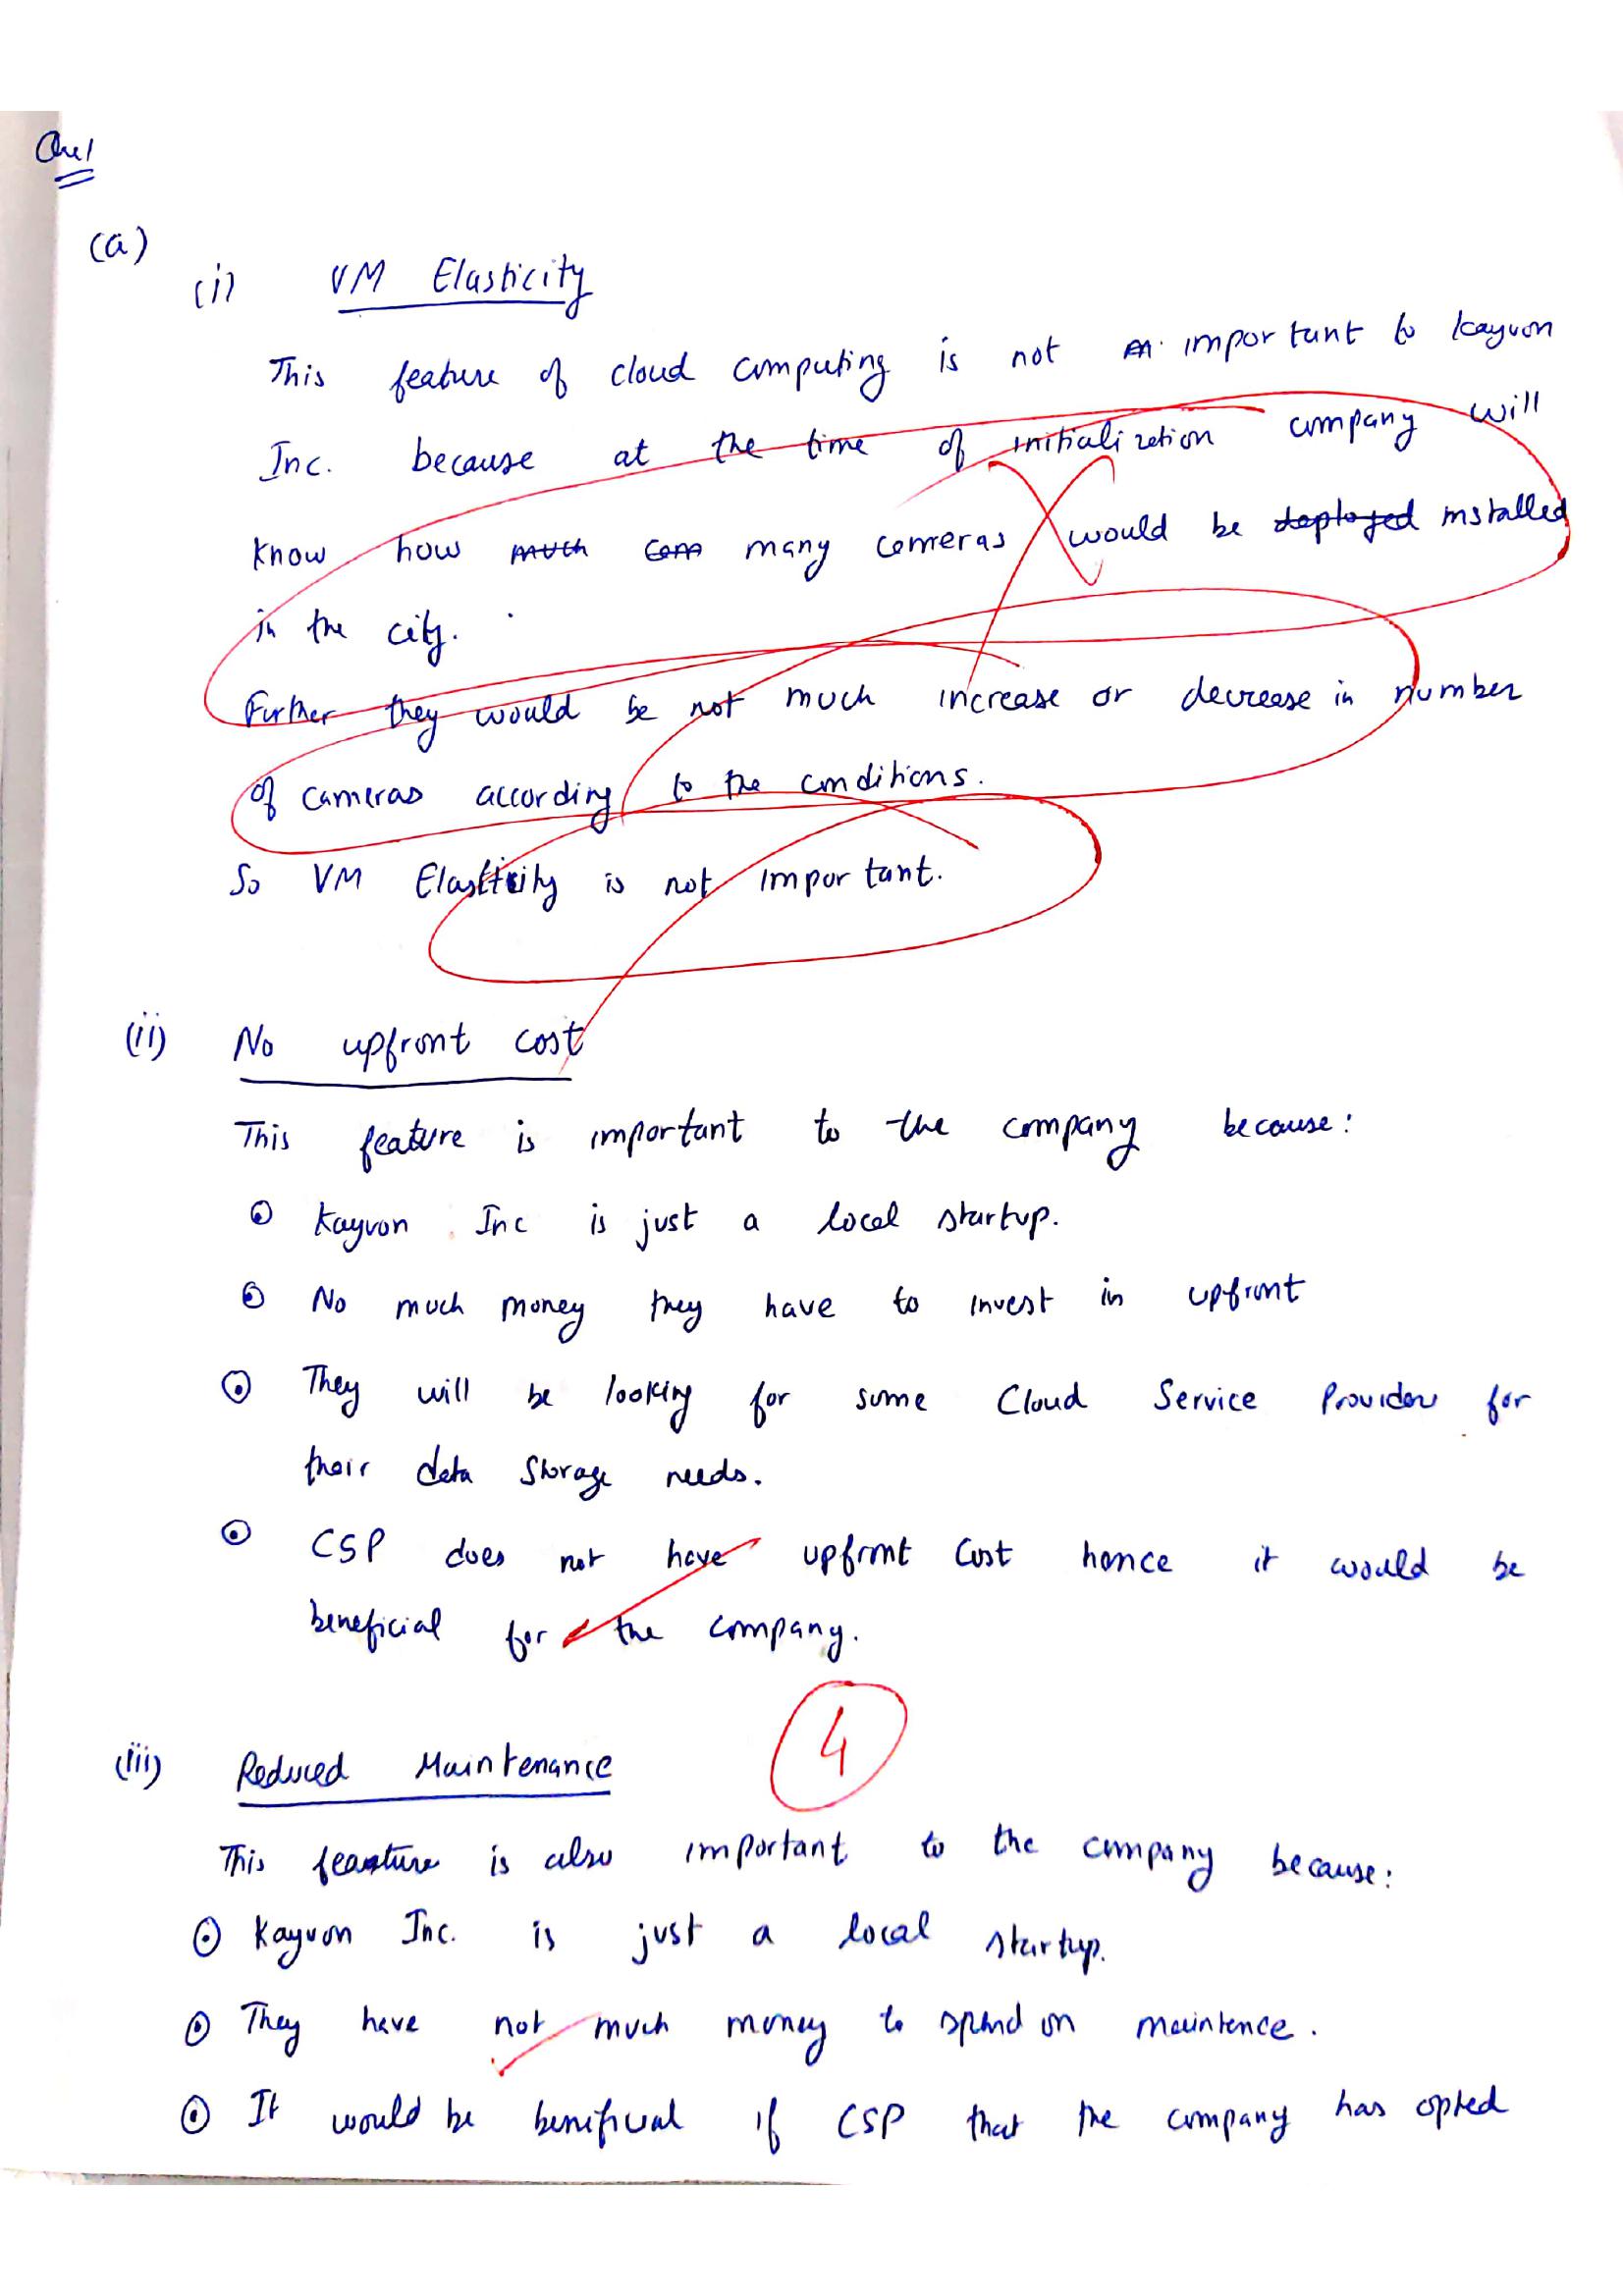 Que1
(a)
(i) VM Elasticity
This feature of cloud computing is not important to Kayvon
Inc. because at the time of initialization company will
Know how much com many cameras would be deployed installed
in the city.
Further they would be not much increase or decrease in number
of cameras according to the conditions.
So VM Elasticity is not important.
(ii) No upfront cost
This feature is important to the company because:
Kayvon Inc is just a local startup.
No much money they have to invest in upfront
They will be looking for some Cloud Service Provider for
their data storage needs.
CSP does not have upfront cost hence it would be
beneficial for the company.
4
(iii) Reduced Maintenance
This feature is also important to the company because:
Kayvon Inc. is just a local startup.
They have not much money to spend on maintence.
It would be benificial if CSP that the company has opted